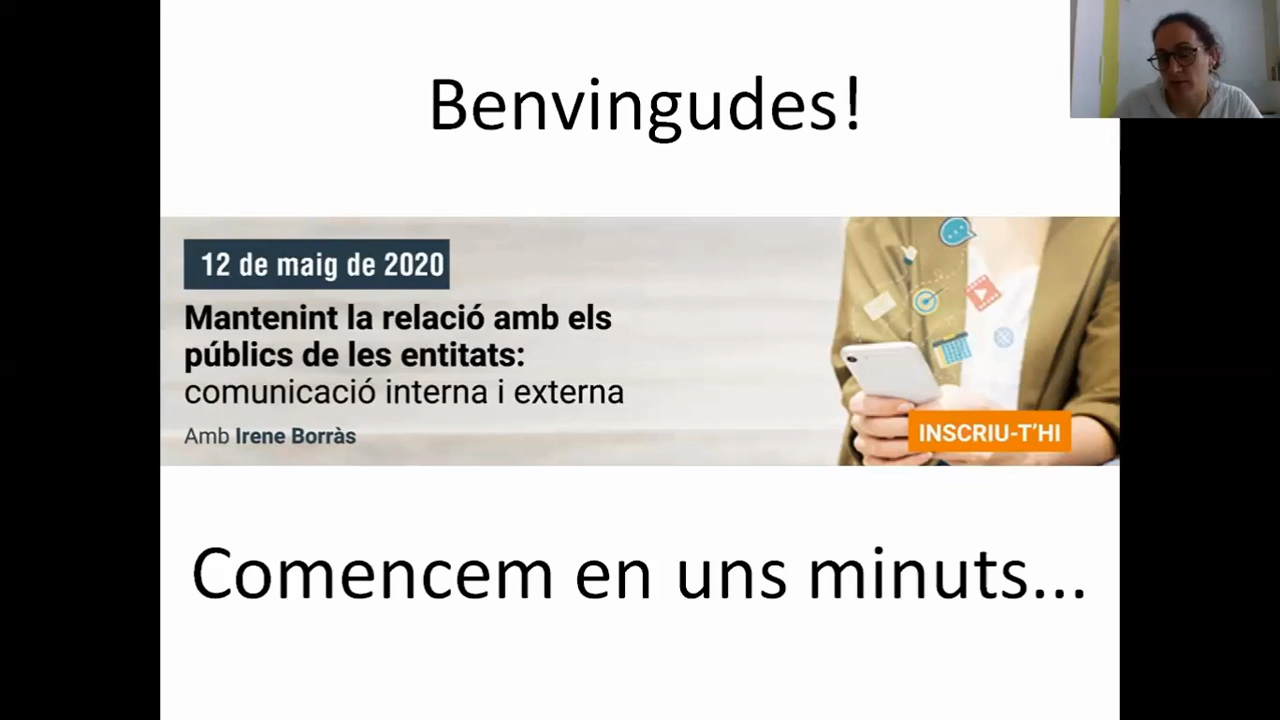 Benvingudes!
12 de maig de 2020
Mantenint la relació amb els
públics de les entitats:
comunicació interna i externa
Amb Irene Borràs
INSCRIU-T'HI
Comencem en uns minuts...